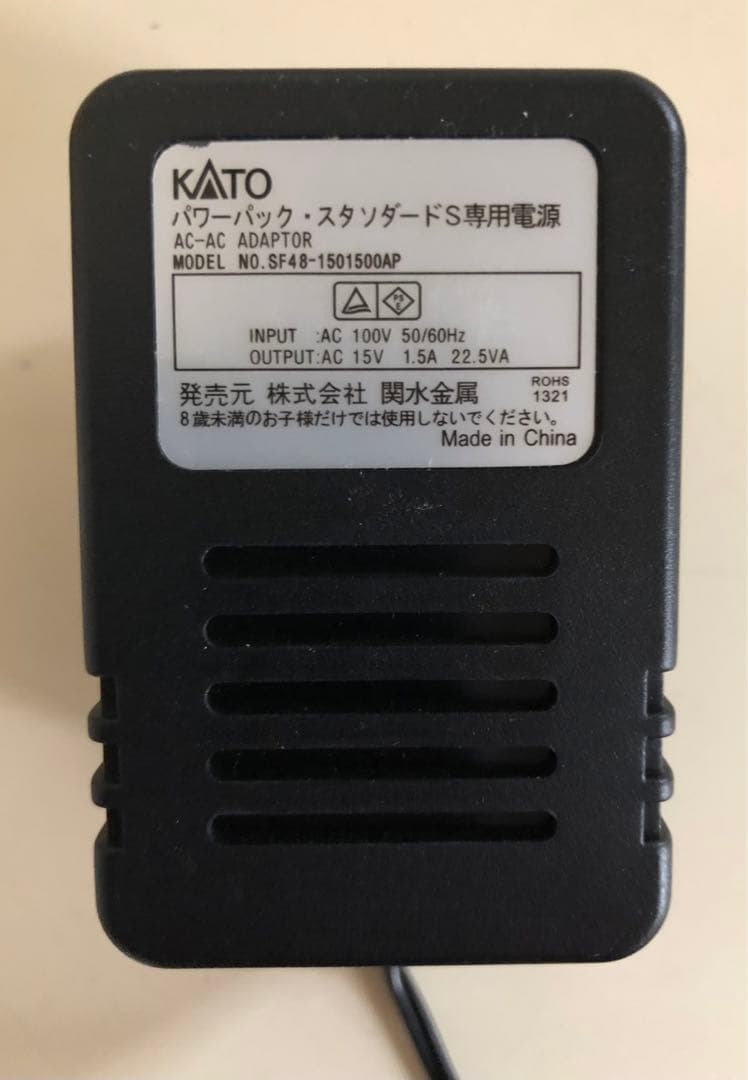 KATO
パワーパック・スタンダードS専用電源
AC-AC ADAPTOR
MODEL NO.SF48-1501500AP
PS
E
INPUT :AC 100V 50/60Hz
OUTPUT:AC 15V 1.5A 22.5VA
発売元 株式会社 関水金属
ROHS
1321
8歳未満のお子様だけでは使用しないでください。
Made in China